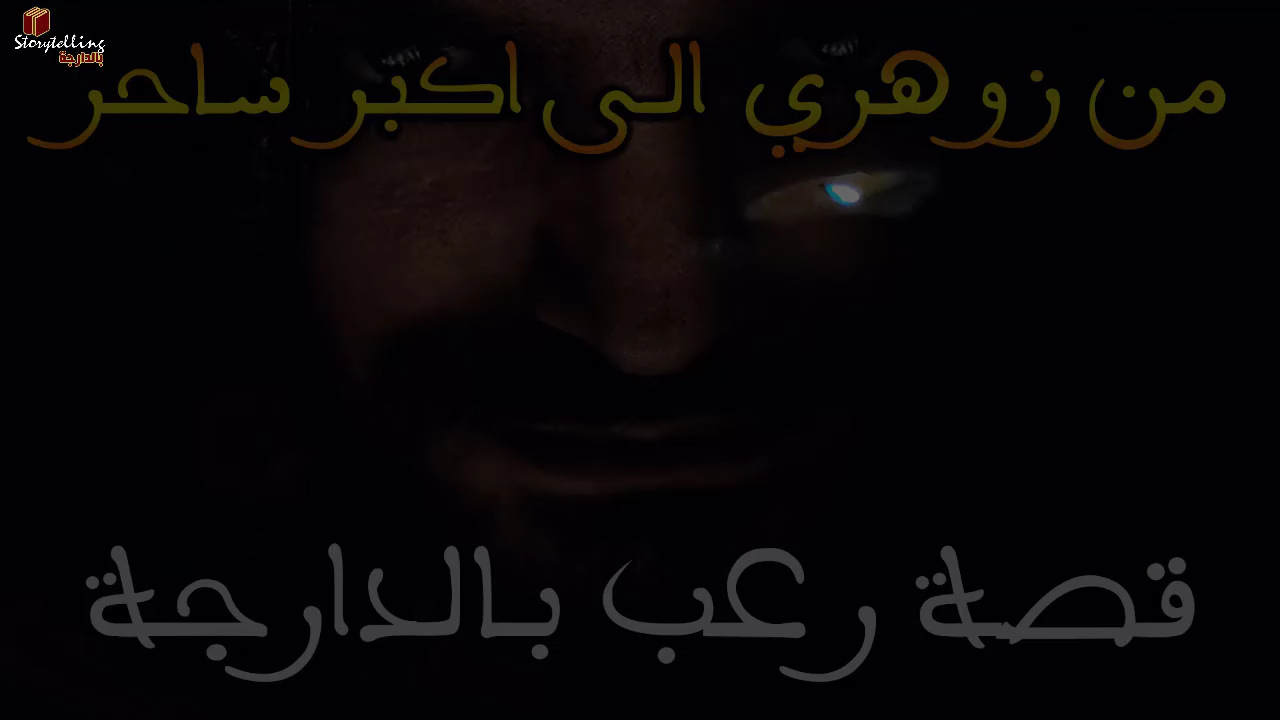 Storytelling
بالدارجة
من زوهري الى اكبر ساحر
قصة رعب بالدارجة